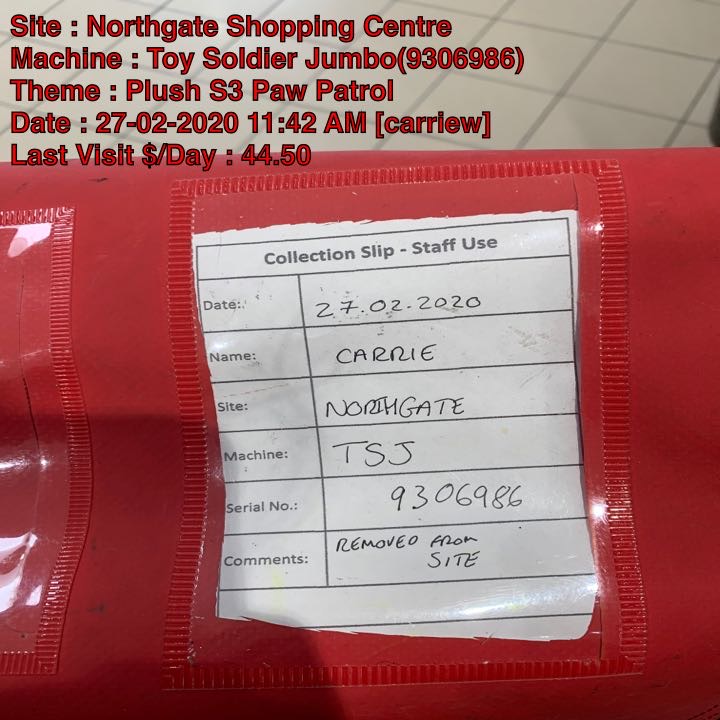 Site : Northgate Shopping Centre
Machine : Toy Soldier Jumbo(9306986)
Theme : Plush S3 Paw Patrol
Date : 27-02-2020 11:42 AM [carriew]
Last Visit $/Day : 44.50
Collection Slip - Staff Use
Date: 27.02.2020
Name: CARRIE
Site: NORTHGATE
Machine: TSJ
Serial No.: 9306986
Comments: REMOVED FROM
SITE